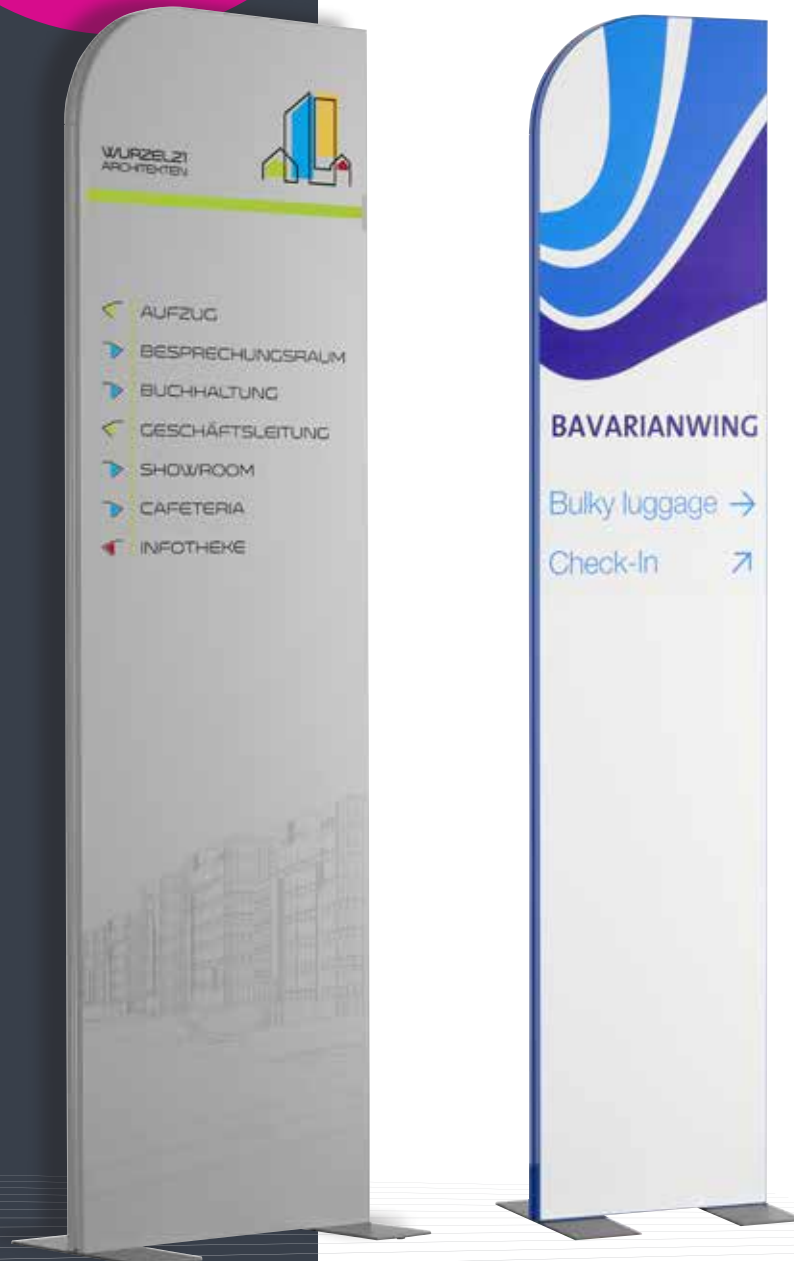 WURZEL21
ARCHITEKTEN
AUFZUG
BESPRECHUNGSRAUM
BUCHHALTUNG
GESCHÄFTSLEITUNG
SHOWROOM
CAFETERIA
INFOTHEKE
BAVARIANWING
Bulky luggage →
Check-In ↗